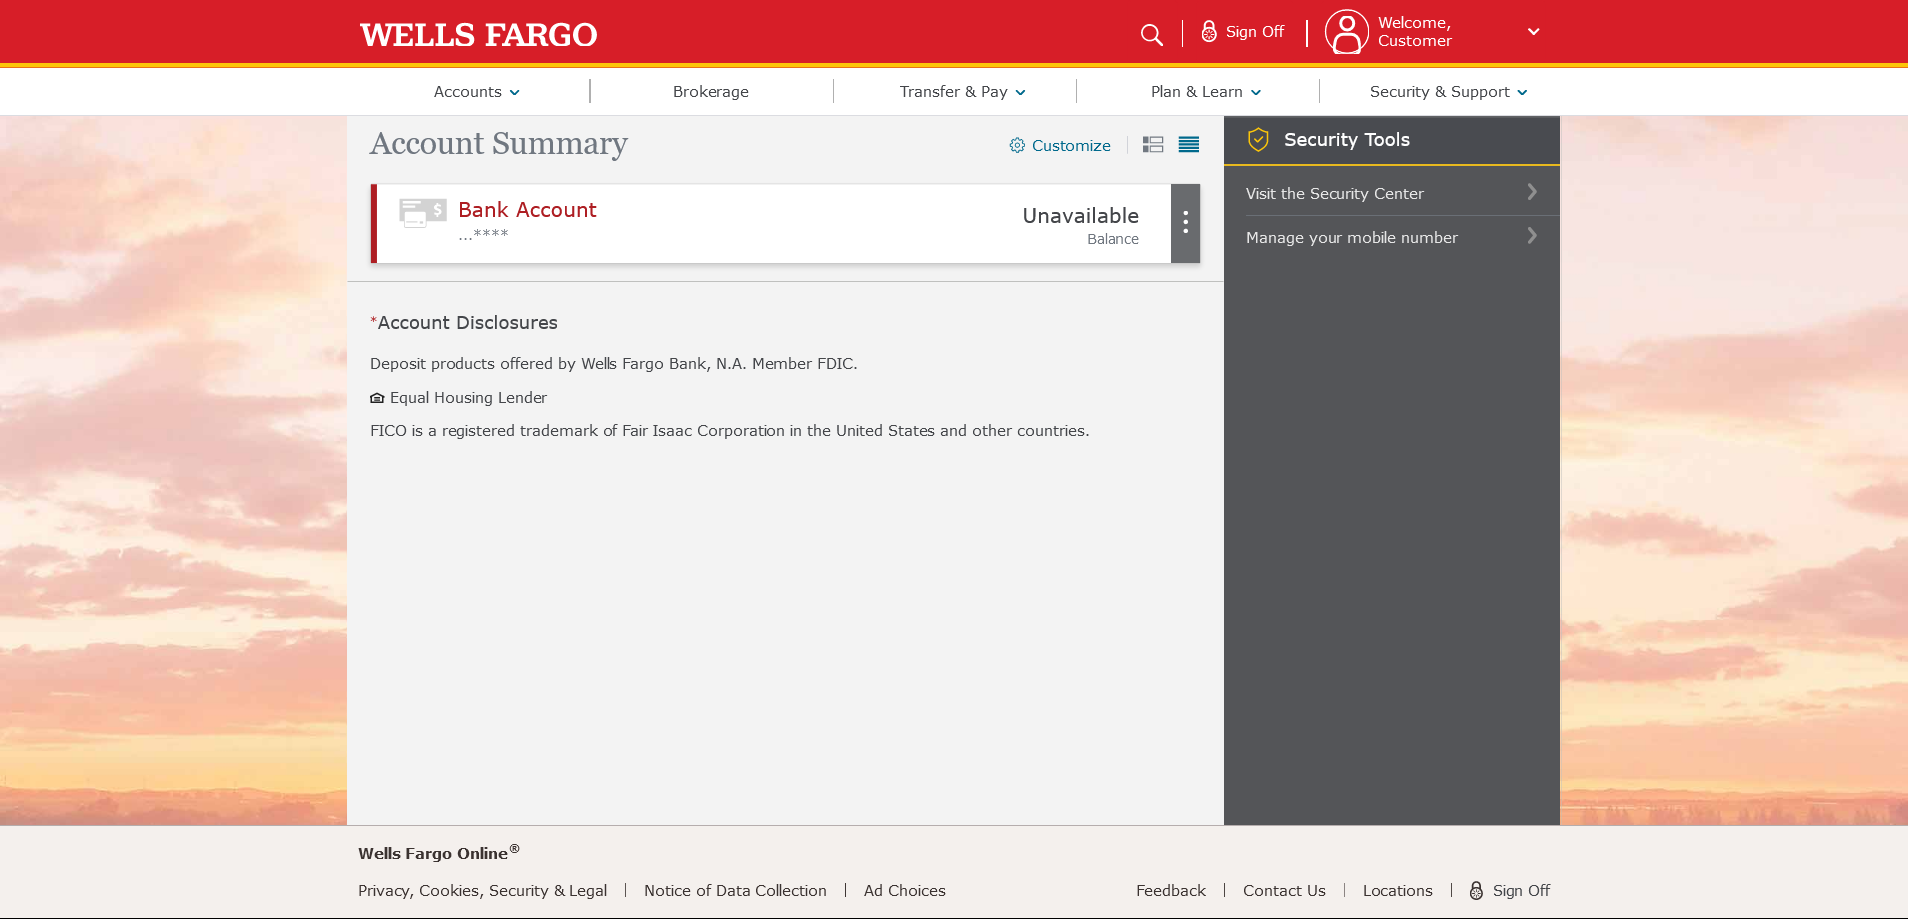 WELLS FARGO
Sign Off
Welcome,
Customer
Accounts
Brokerage
Transfer & Pay
Plan & Learn
Security & Support
Account Summary
Customize
Bank Account
...****
Unavailable
Balance
*Account Disclosures
Deposit products offered by Wells Fargo Bank, N.A. Member FDIC.
Equal Housing Lender
FICO is a registered trademark of Fair Isaac Corporation in the United States and other countries.
Security Tools
Visit the Security Center
Manage your mobile number
Wells Fargo Online®
Privacy, Cookies, Security & Legal
Notice of Data Collection
Ad Choices
Feedback
Contact Us
Locations
Sign Off